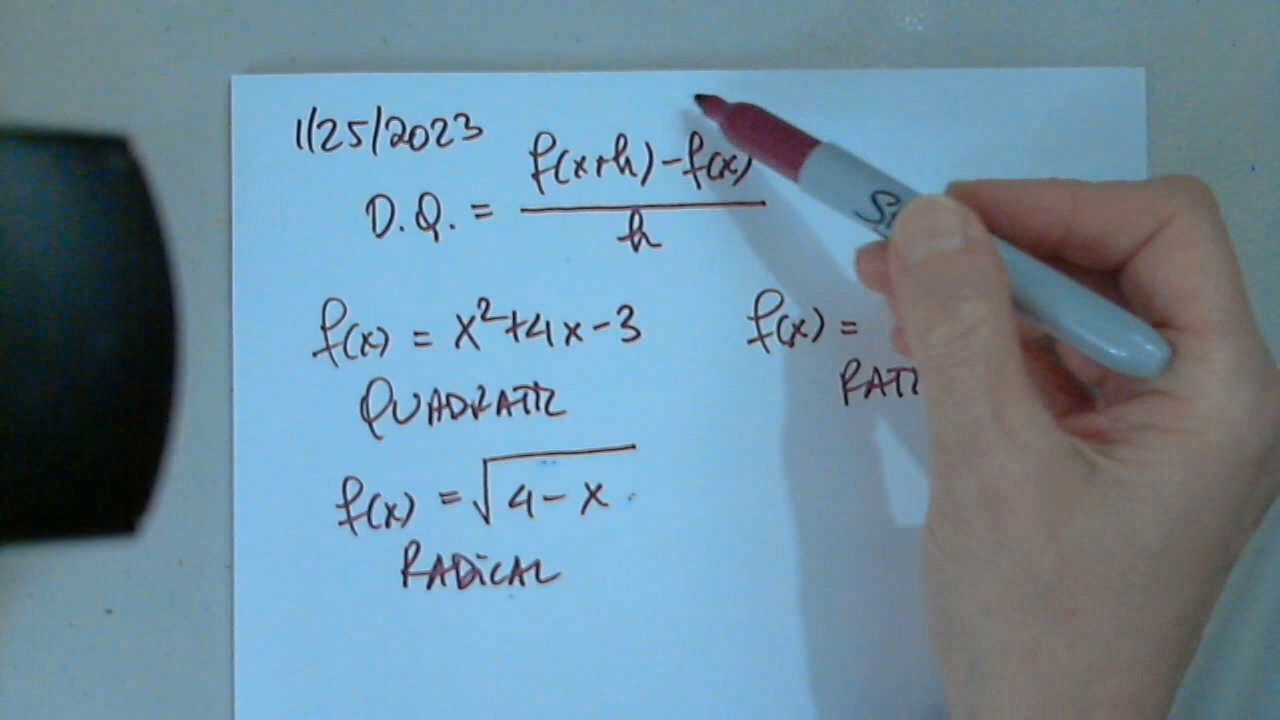 1/25/2023
D.Q. = f(x+h)-f(x) / h
f(x) = x²+4x-3
QUADRATIC
f(x) =
f(x) = √4-x
RADICAL